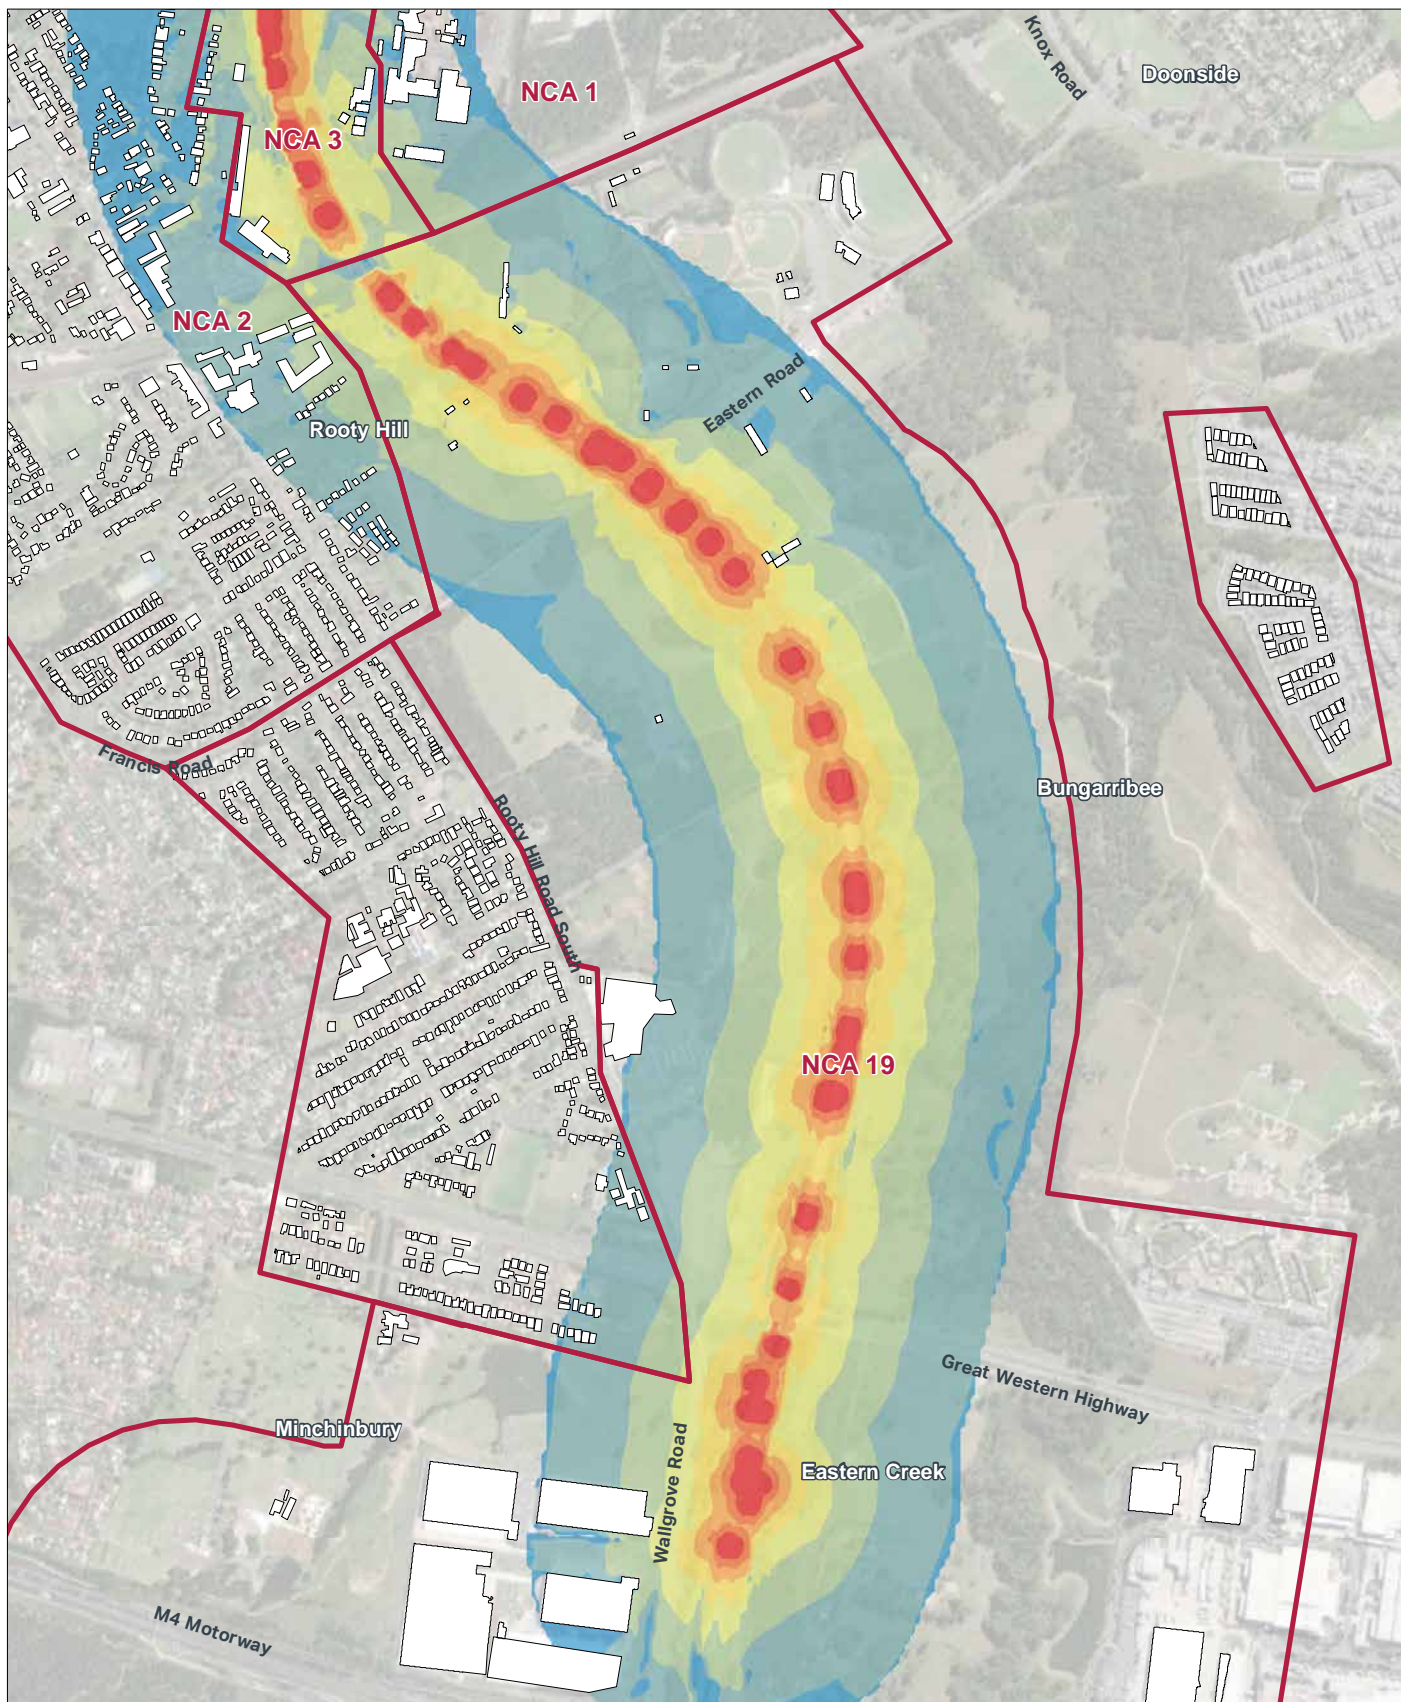 Knox Road
Doonside
NCA 1
NCA 3
NCA 2
Eastern Road
Rooty Hill
Francis Road
Bungarribee
Rooty Hill Road South
NCA 19
Great Western Highway
Minchinbury
Wallgrove Road
Eastern Creek
M4 Motorway